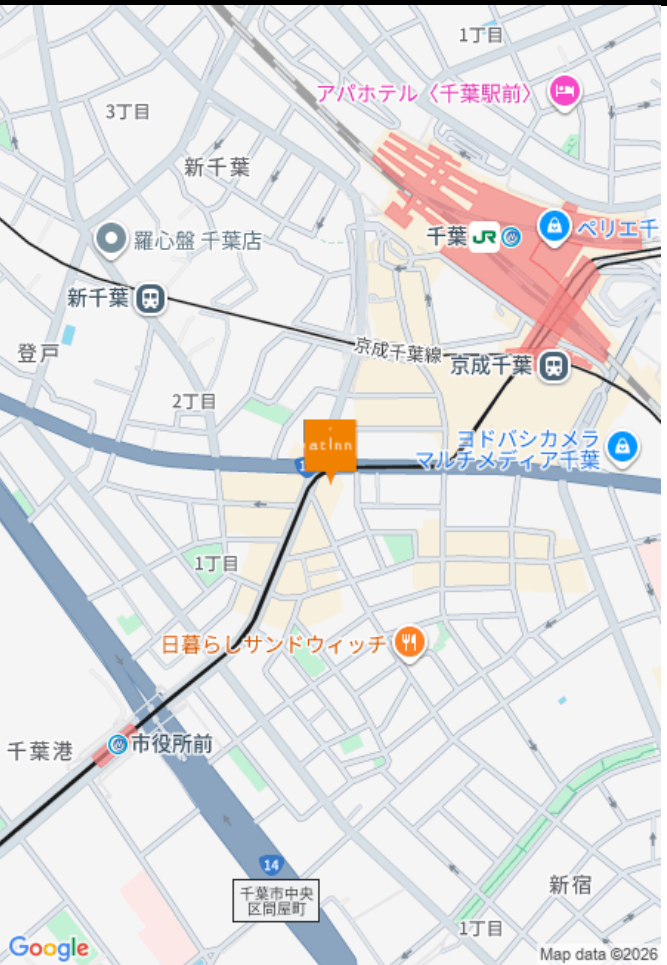 1丁目
アパホテル〈千葉駅前〉
3丁目
新千葉
千葉 JR
ペリエ千
羅心盤 千葉店
新千葉
京成千葉線
登戸
京成千葉
2丁目
at inn
ヨドバシカメラ
マルチメディア千葉
1丁目
日暮らしサンドウィッチ
千葉港
市役所前
14
千葉市中央
区問屋町
新宿
1丁目
Google
Map data ©2026